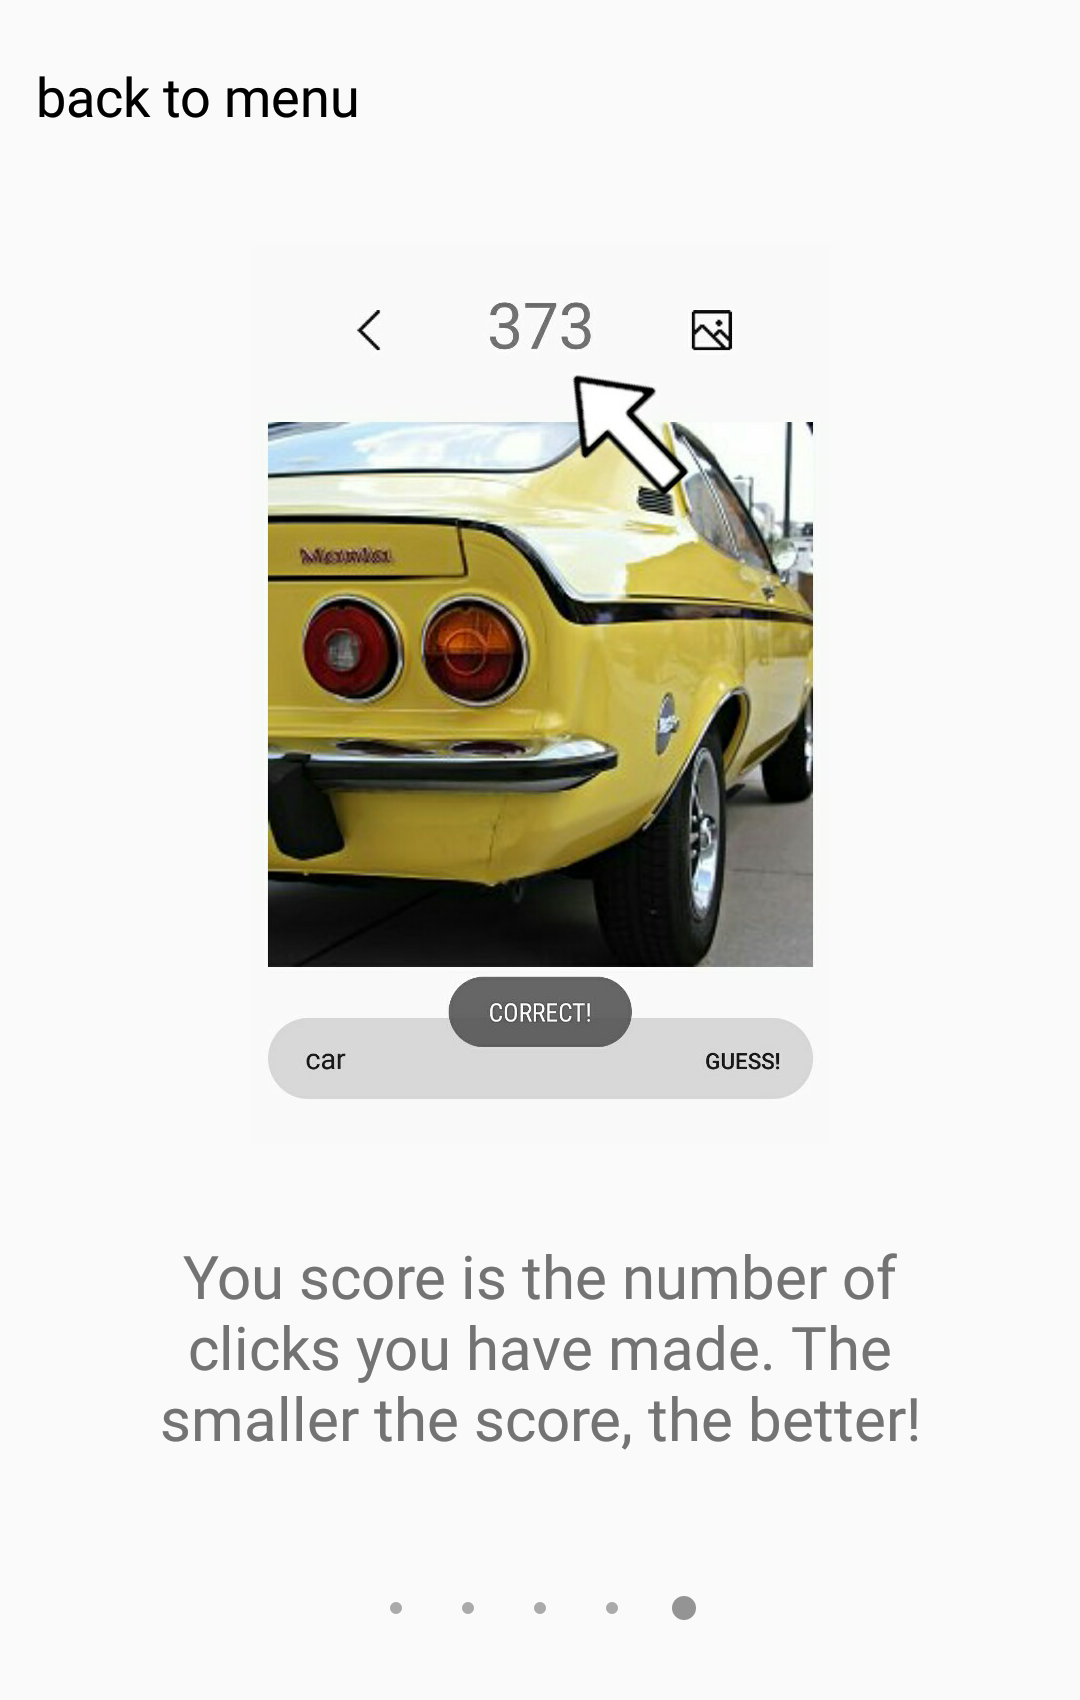 back to menu
373
Manta
CORRECT!
car GUESS!
You score is the number of
clicks you have made. The
smaller the score, the better!